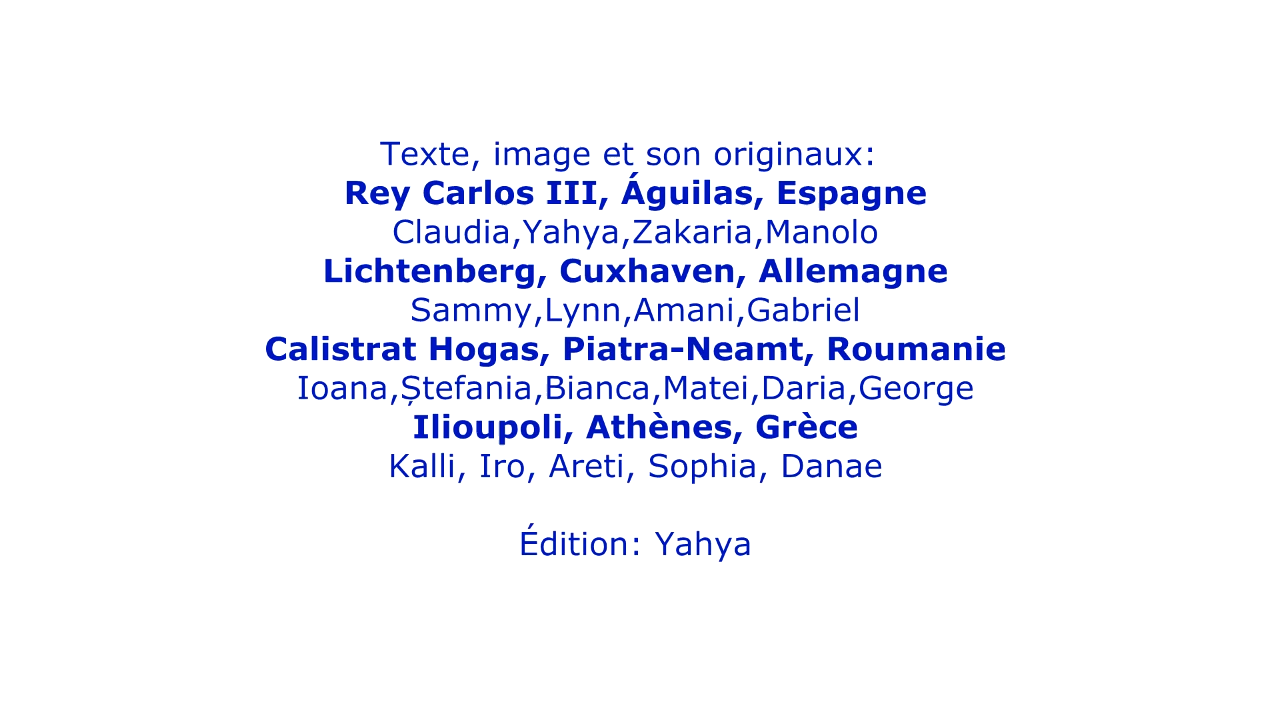 Texte, image et son originaux:
Rey Carlos III, Águilas, Espagne
Claudia,Yahya,Zakaria,Manolo
Lichtenberg, Cuxhaven, Allemagne
Sammy,Lynn,Amani,Gabriel
Calistrat Hogas, Piatra-Neamt, Roumanie
Ioana,Ștefania,Bianca,Matei,Daria,George
Ilioupoli, Athènes, Grèce
Kalli, Iro, Areti, Sophia, Danae
Édition: Yahya